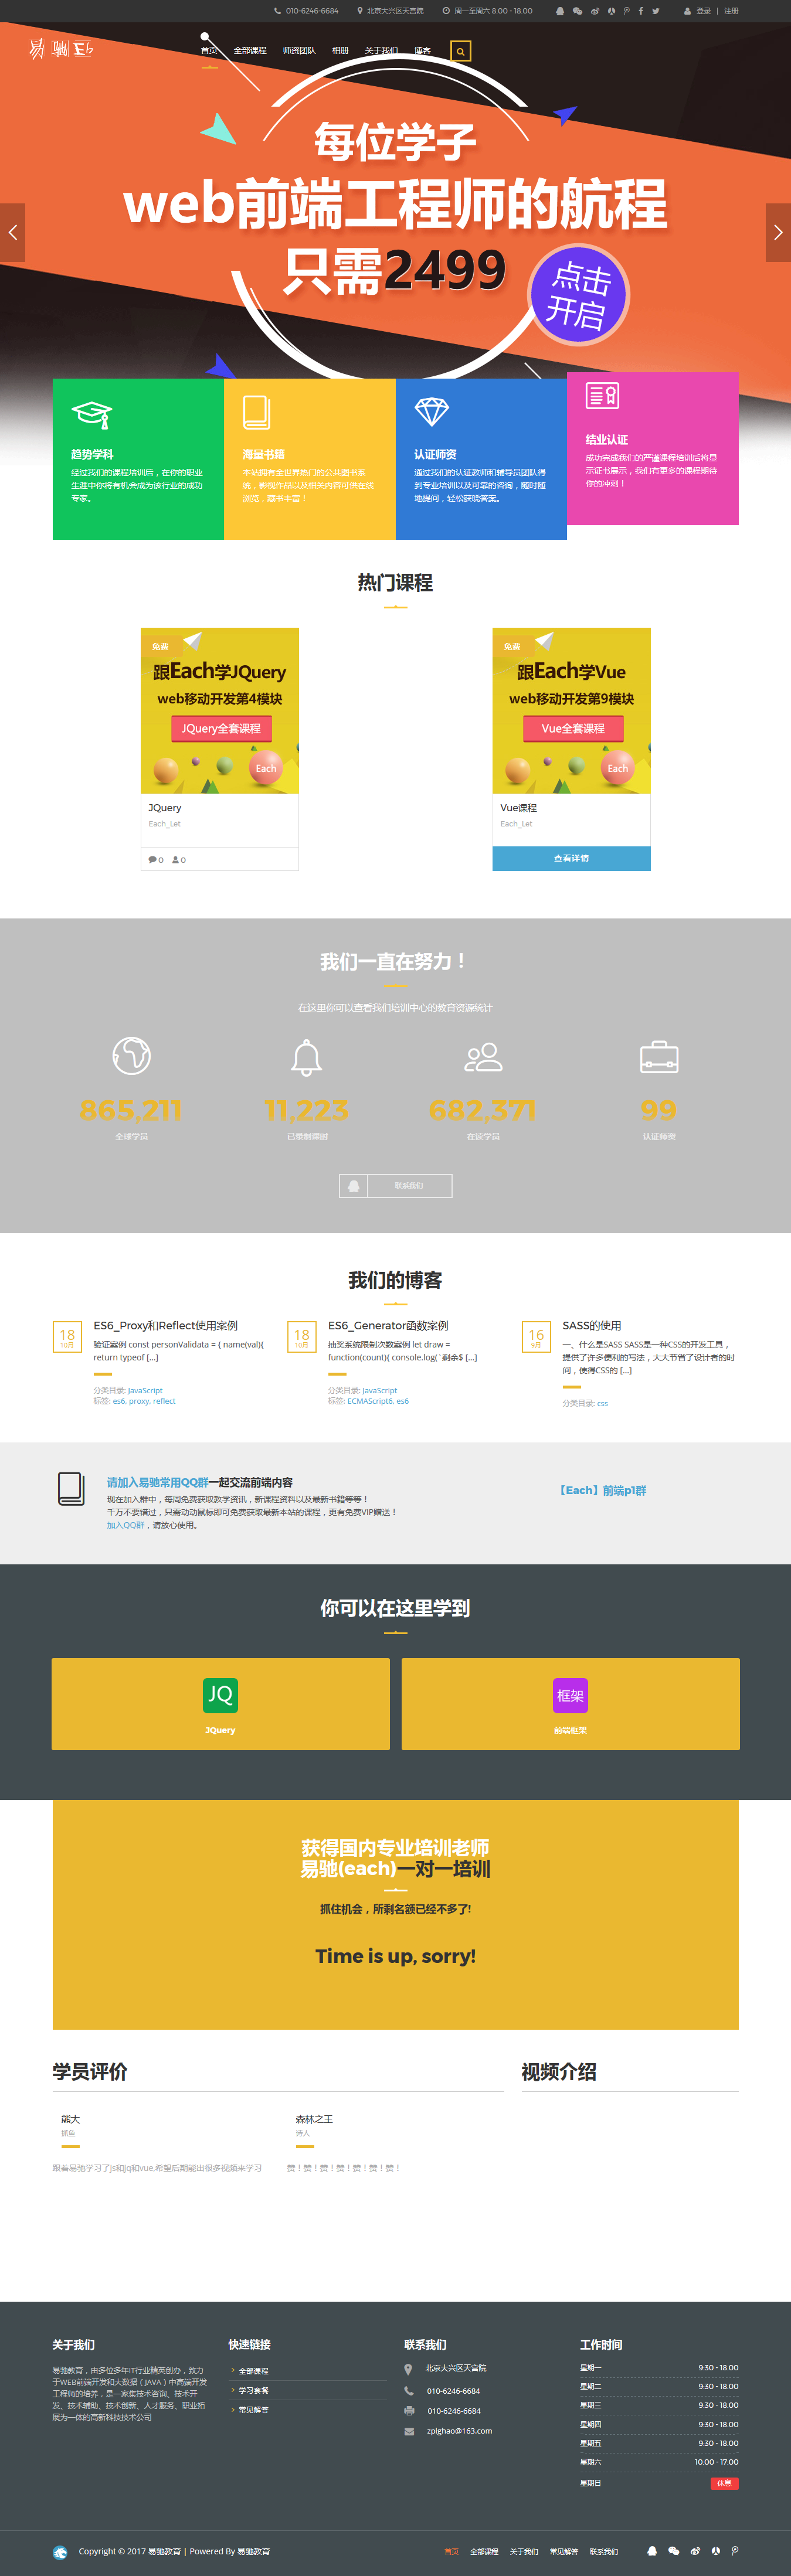 010-6246-6684 北京大兴区天宫院 周一至周六 8.00 - 18.00 登录 | 注册
易驰
首页 全部课程 师资团队 相册 关于我们 博客
每位学子
web前端工程师的航程
只需2499
点击
开启
趋势学科
经过我们的课程培训后，在你的职业
生涯中你将有机会成为该行业的成功
专家。
海量书籍
本站拥有全世界热门的公共图书系
统，影视作品以及相关内容可供在线
浏览，藏书丰富！
认证师资
通过我们的认证教师和辅导员团队得
到专业培训以及可靠的咨询，随时随
地提问，轻松获晓答案。
结业认证
成功完成我们的严谨课程培训后将显
示证书展示，我们有更多的课程期待
你的冲刺！
热门课程
免费
跟Each学JQuery
web移动开发第4模块
JQuery全套课程
Each
JQuery
Each_Let
0 0
免费
跟Each学Vue
web移动开发第9模块
Vue全套课程
Each
Vue课程
Each_Let
查看详情
我们一直在努力！
在这里你可以查看我们培训中心的教育资源统计
865,211
全球学员
11,223
已录制课时
682,371
在读学员
99
认证师资
联系我们
我们的博客
18
10月
ES6_Proxy和Reflect使用案例
验证案例 const personValidata = { name(val){
return typeof [...]
分类目录: JavaScript
标签: es6, proxy, reflect
18
10月
ES6_Generator函数案例
抽奖系统限制次数案例 let draw =
function(count){ console.log(`剩余$ [...]
分类目录: JavaScript
标签: ECMAScript6, es6
16
9月
SASS的使用
一、什么是SASS SASS是一种CSS的开发工具，
提供了许多便利的写法，大大节省了设计者的时
间，使得CSS的 [...]
分类目录: css
请加入易驰常用QQ群一起交流前端内容
现在加入群中，每周免费获取教学资讯，新课程资料以及最新书籍等等！
千万不要错过，只需动动鼠标即可免费获取最新本站的课程，更有免费VIP赠送！
加入QQ群，请放心使用。
【Each】前端p1群
你可以在这里学到
JQ
JQuery
框架
前端框架
获得国内专业培训老师
易驰(each)一对一培训
抓住机会，所剩名额已经不多了!
Time is up, sorry!
学员评价
熊大
抓鱼
跟着易驰学习了js和jq和vue,希望后期能出很多视频来学习
森林之王
诗人
赞！赞！赞！赞！赞！赞！赞！
视频介绍
关于我们
易驰教育，由多位多年IT行业精英创办，致力
于WEB前端开发和大数据（JAVA）中高端开发
工程师的培养，是一家集技术咨询、技术开
发、技术辅助、技术创新、人才服务、职业拓
展为一体的高新科技技术公司
快速链接
全部课程
学习套餐
常见解答
联系我们
北京大兴区天宫院
010-6246-6684
010-6246-6684
zplghao@163.com
工作时间
星期一 9:30 - 18.00
星期二 9:30 - 18.00
星期三 9:30 - 18.00
星期四 9:30 - 18.00
星期五 9:30 - 18.00
星期六 10:00 - 17:00
星期日 休息
Copyright © 2017 易驰教育 | Powered By 易驰教育
首页 全部课程 关于我们 常见解答 联系我们